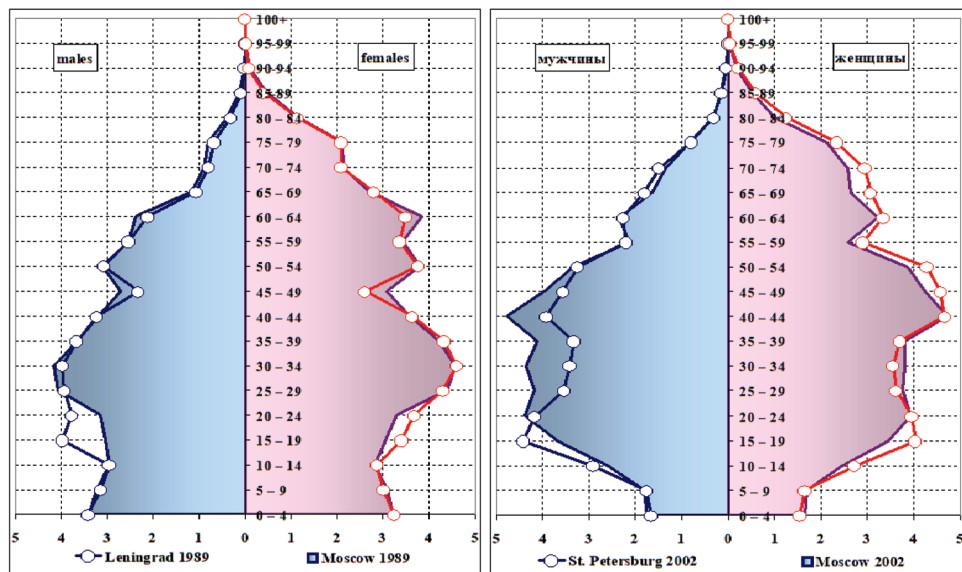 100+
95-99
males
females
90-94
85-89
80 – 84
75 – 79
70 – 74
65 – 69
60 – 64
55 – 59
50 – 54
45 – 49
40 – 44
35 – 39
30 – 34
25 – 29
20 – 24
15 – 19
10 – 14
5 – 9
0 – 4
5 4 3 2 1 0 1 2 3 4 5
Leningrad 1989 Moscow 1989
100+
95-99
мужчины
женщины
90-94
85-89
80 – 84
75 – 79
70 – 74
65 – 69
60 – 64
55 – 59
50 – 54
45 – 49
40 – 44
35 – 39
30 – 34
25 – 29
20 – 24
15 – 19
10 – 14
5 – 9
0 – 4
5 4 3 2 1 0 1 2 3 4 5
St. Petersburg 2002 Moscow 2002